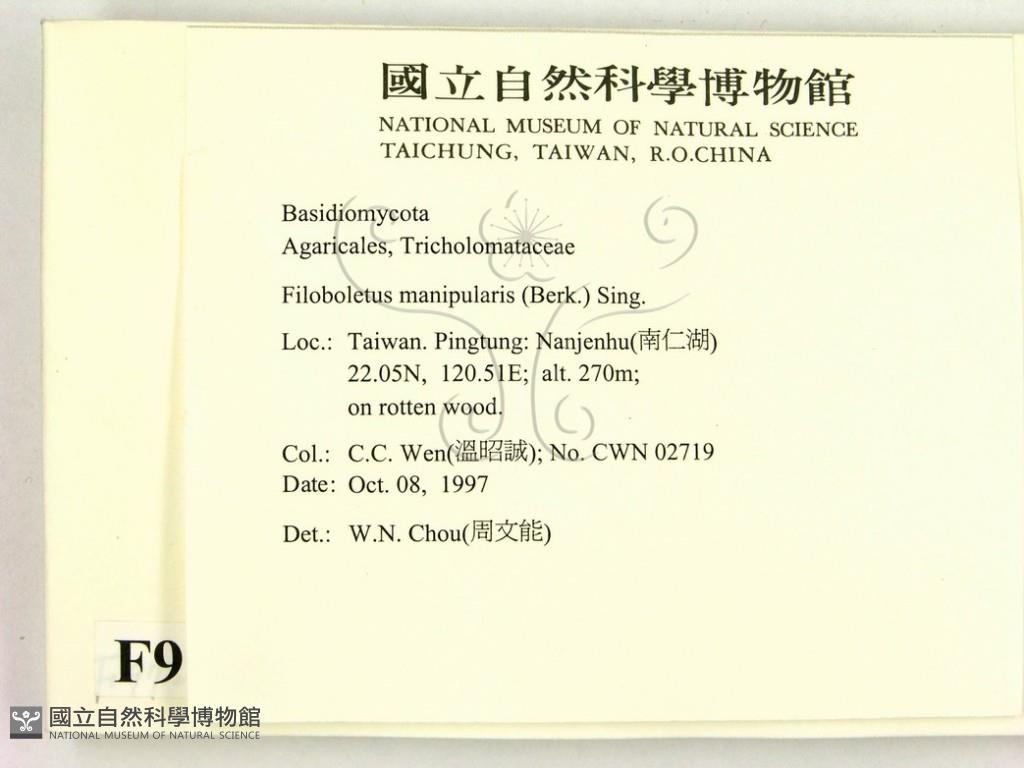 國立自然科學博物館
NATIONAL MUSEUM OF NATURAL SCIENCE
TAICHUNG, TAIWAN, R.O.CHINA
Basidiomycota
Agaricales, Tricholomataceae
Filoboletus manipularis (Berk.) Sing.
Loc.: Taiwan. Pingtung: Nanjenhu(南仁湖)
22.05N, 120.51E; alt. 270m;
on rotten wood.
Col.: C.C. Wen(溫昭誠); No. CWN 02719
Date: Oct. 08, 1997
Det.: W.N. Chou(周文能)
F9
國立自然科學博物館
NATIONAL MUSEUM OF NATURAL SCIENCE